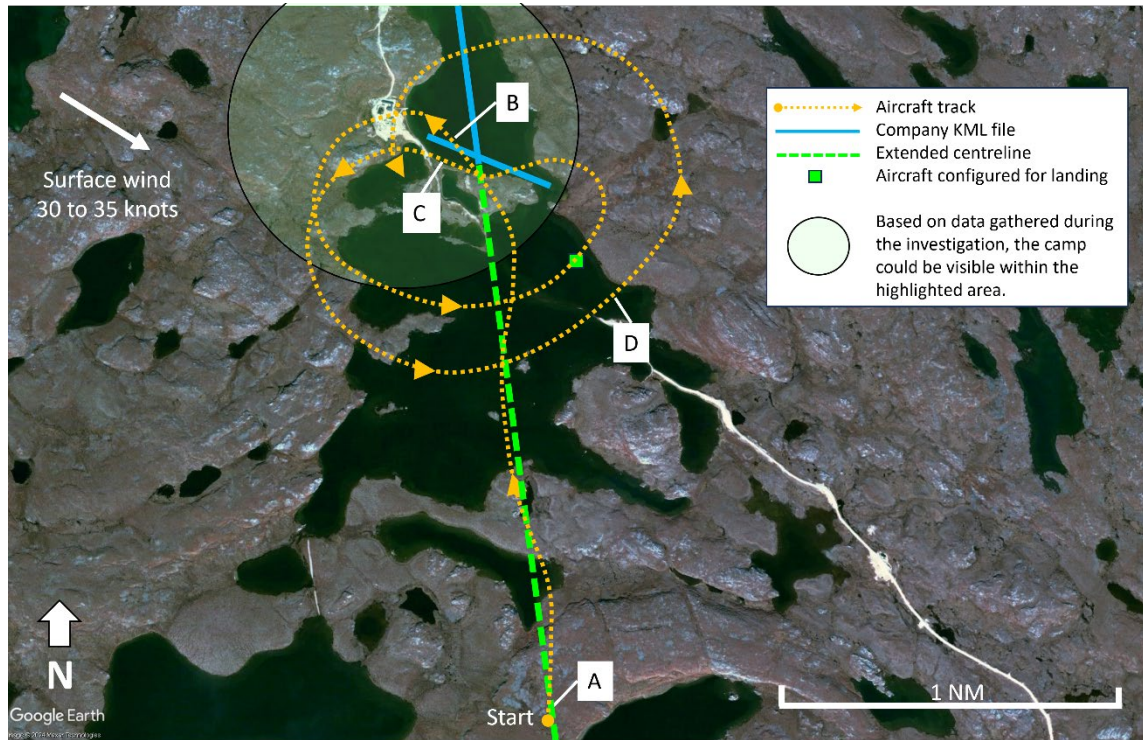 Surface wind
30 to 35 knots
B
C
D
A
Start
N
Aircraft track
Company KML file
Extended centreline
Aircraft configured for landing
Based on data gathered during
the investigation, the camp
could be visible within the
highlighted area.
1 NM
Google Earth